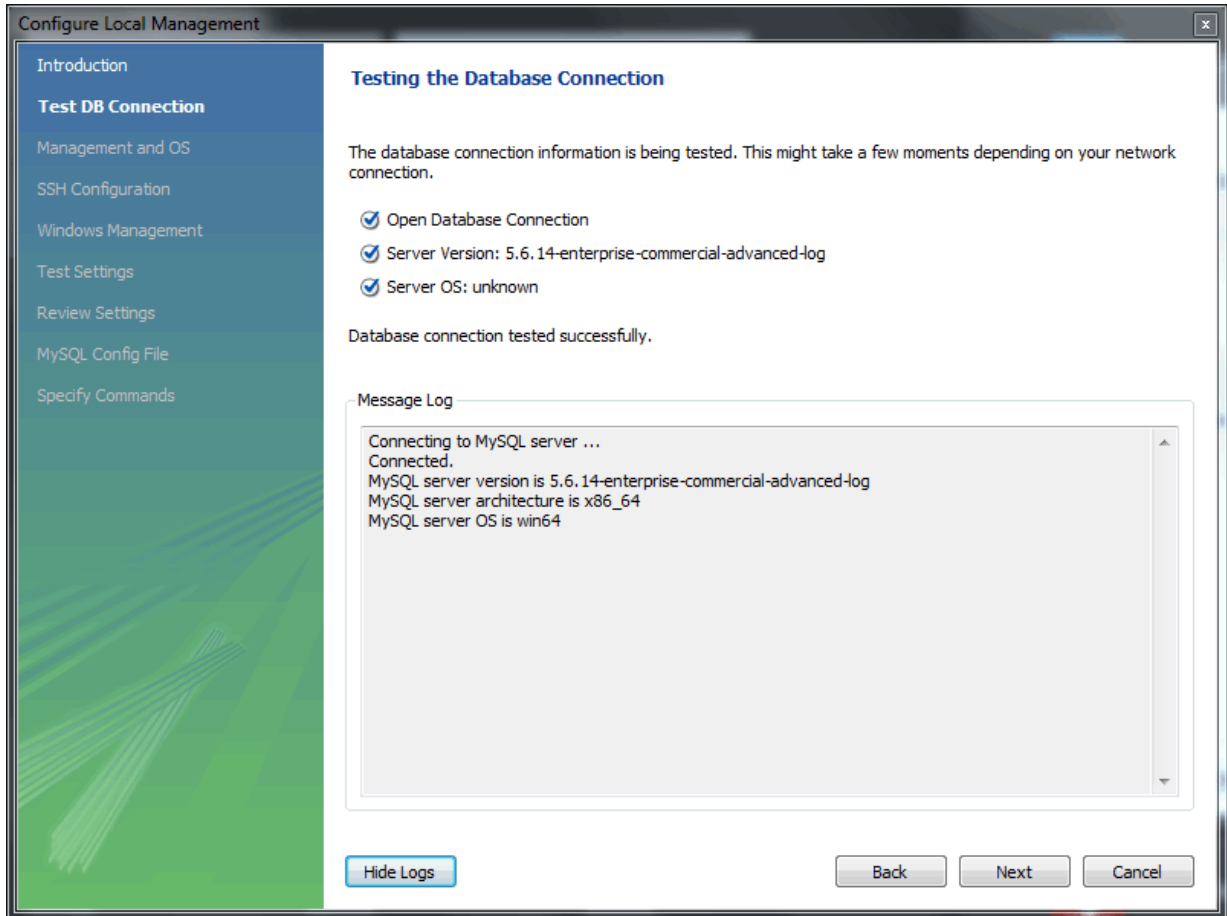 Configure Local Management
Introduction
Test DB Connection
Management and OS
SSH Configuration
Windows Management
Test Settings
Review Settings
MySQL Config File
Specify Commands
Testing the Database Connection
The database connection information is being tested. This might take a few moments depending on your network
connection.
Open Database Connection
Server Version: 5.6.14-enterprise-commercial-advanced-log
Server OS: unknown
Database connection tested successfully.
Message Log
Connecting to MySQL server ...
Connected.
MySQL server version is 5.6.14-enterprise-commercial-advanced-log
MySQL server architecture is x86_64
MySQL server OS is win64
Hide Logs
Back
Next
Cancel